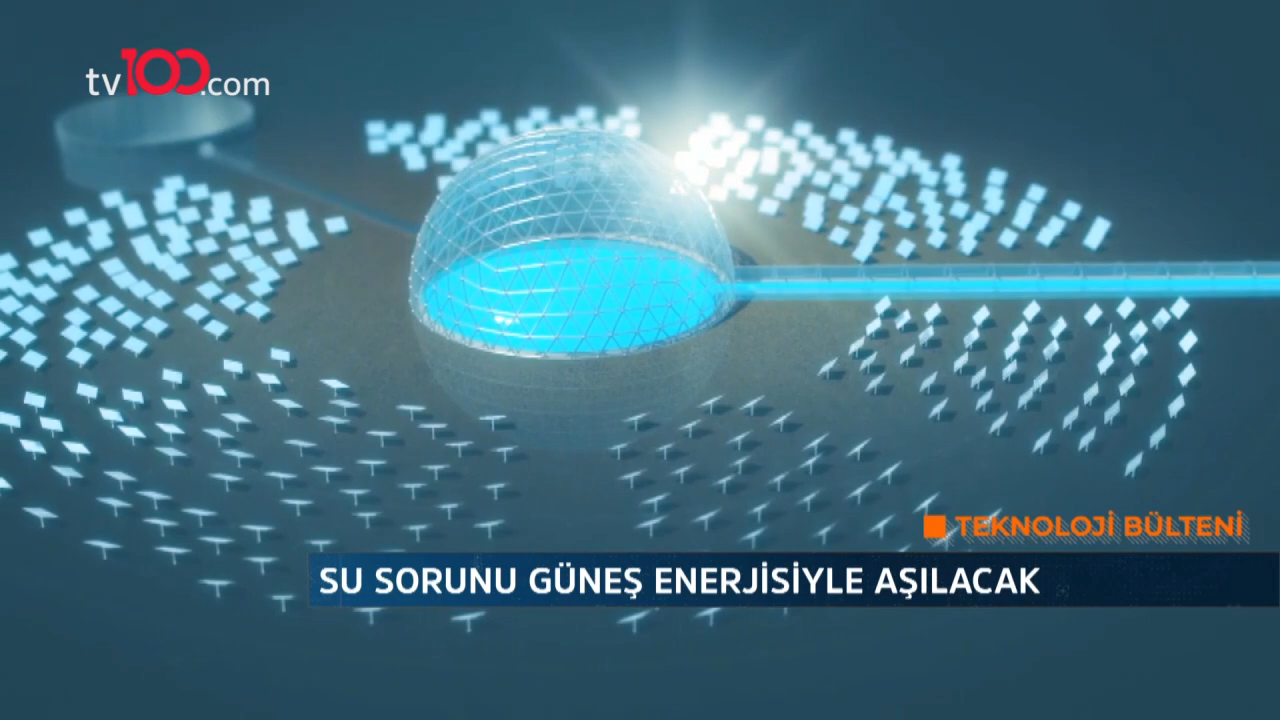 tv100.com
TEKNOLOJİ BÜLTENİ
SU SORUNU GÜNEŞ ENERJİSİYLE AŞILACAK